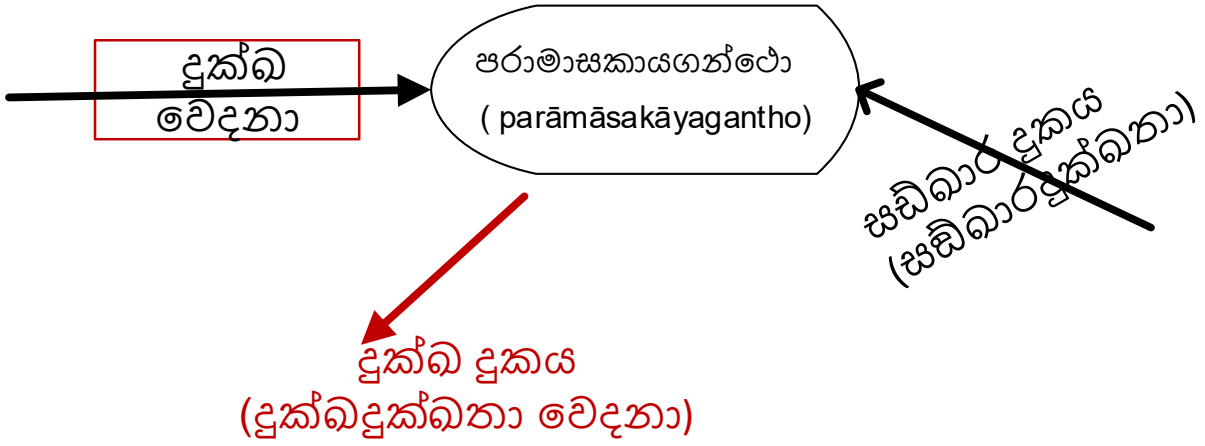 දුක්ඛ
වෙදනා
පරාමාසකායගන්ථො
( parāmāsakāyagantho)
සඞ්ඛාර දුකය
(සඞ්ඛාරදුක්ඛතා)
දුක්ඛ දුකය
(දුක්ඛදුක්ඛතා වෙදනා)